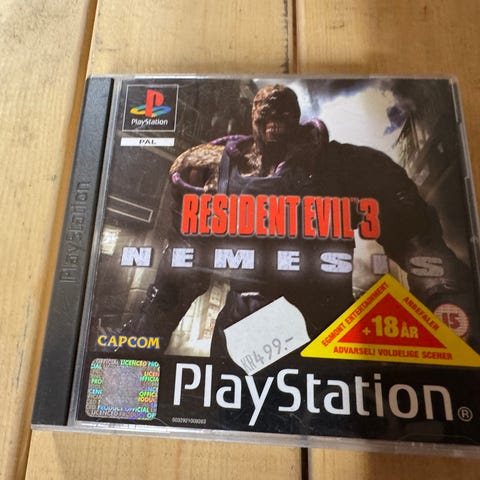 PlayStation
PAL
PlayStation
RESIDENT EVIL 3
NEMESIS
EGMONT ENTERTAINMENT
ANBEFALER
+18 ÅR
ADVARSEL! VOLDELIGE SCENER
15
KR499.-
CAPCOM
PlayStation®